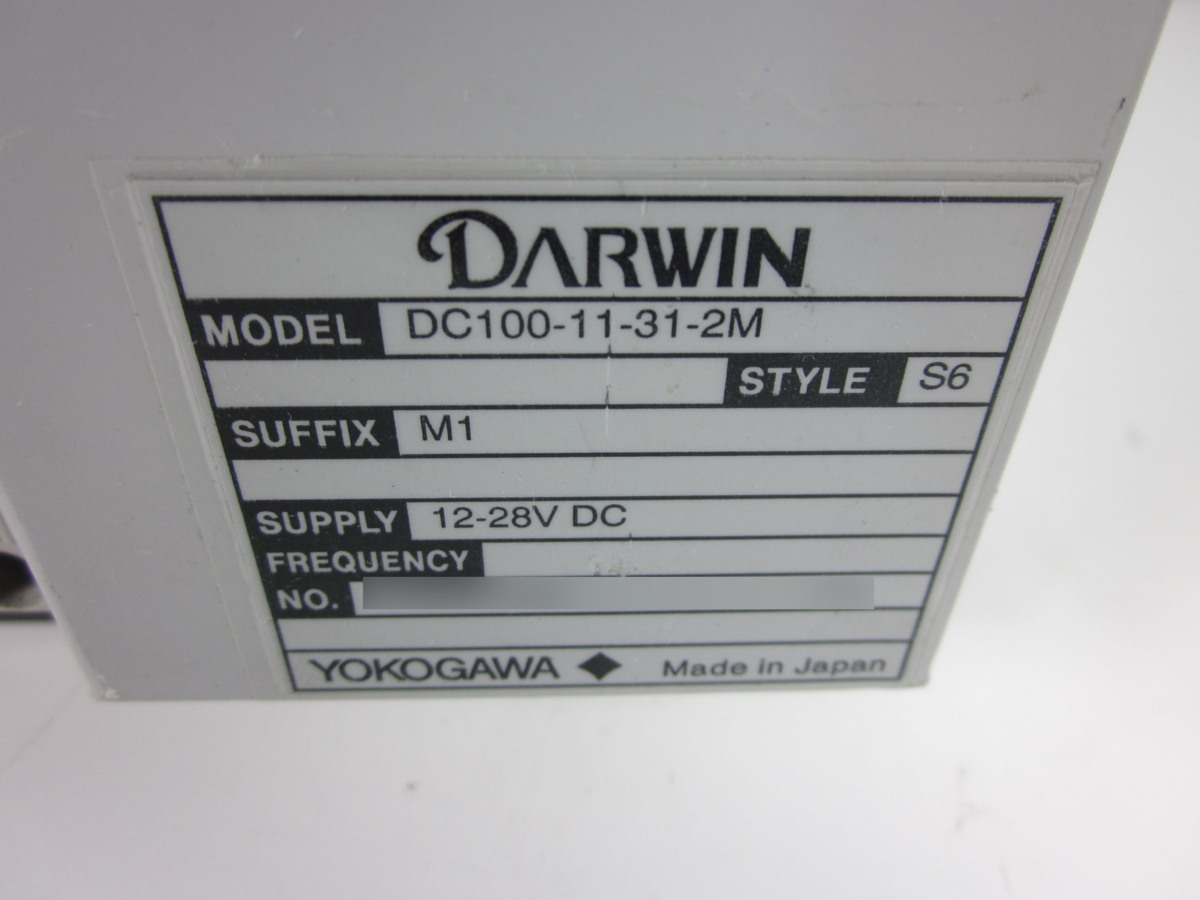 DARWIN
MODEL DC100-11-31-2M
STYLE S6
SUFFIX M1
SUPPLY 12-28V DC
FREQUENCY
NO.
YOKOGAWA ◆ Made in Japan